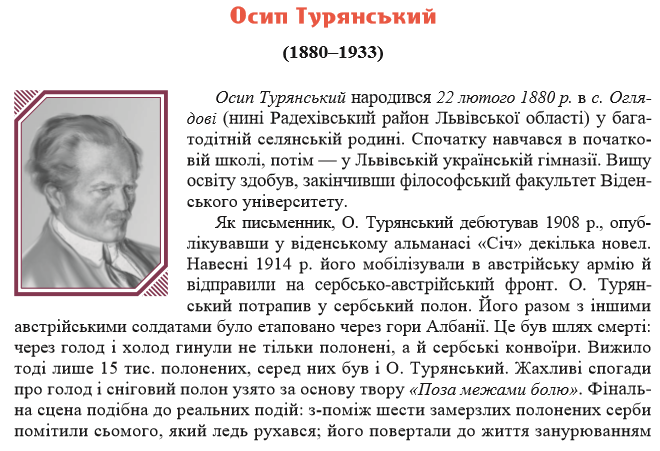 Осип Турянський
(1880–1933)
Осип Турянський народився 22 лютого 1880 р. в с. Огля-
дові (нині Радехівський район Львівської області) у бага-
тодітній селянській родині. Спочатку навчався в початко-
вій школі, потім — у Львівській українській гімназії. Вищу
освіту здобув, закінчивши філософський факультет Віден-
ського університету.
Як письменник, О. Турянський дебютував 1908 р., опуб-
лікувавши у віденському альманасі «Січ» декілька новел.
Навесні 1914 р. його мобілізували в австрійську армію й
відправили на сербсько-австрійський фронт. О. Турян-
ський потрапив у сербський полон. Його разом з іншими
австрійськими солдатами було етаповано через гори Албанії. Це був шлях смерті:
через голод і холод гинули не тільки полонені, а й сербські конвоїри. Вижило
тоді лише 15 тис. полонених, серед них був і О. Турянський. Жахливі спогади
про голод і сніговий полон узято за основу твору «Поза межами болю». Фіналь-
на сцена подібна до реальних подій: з-поміж шести замерзлих полонених серби
помітили сьомого, який ледь рухався; його повертали до життя занурюванням